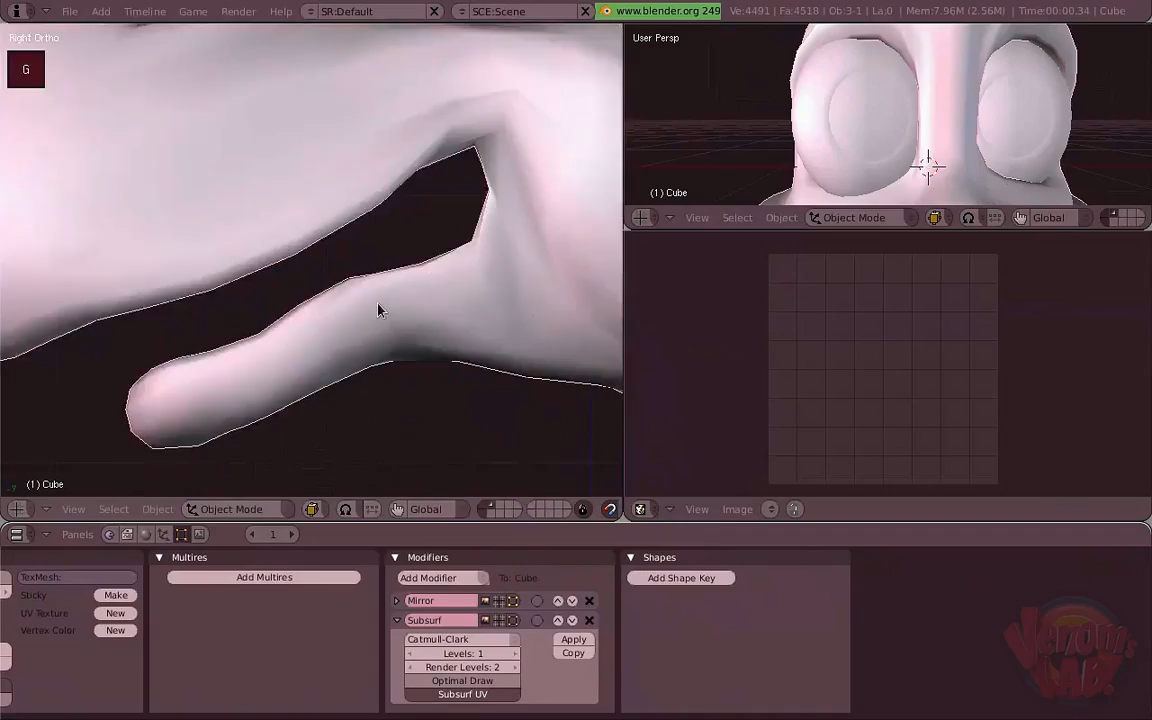 File Add Timeline Game Render Help SR:Default SCE:Scene www.blender.org 249 Ve:4491 | Fa:4518 | Ob:3-1 | La:0 | Mem:7.96M (2.56M) | Time:00:00.34 | Cube
Right Ortho
User Persp
G
(1) Cube
View Select Object Object Mode Global
(1) Cube
View Select Object Object Mode Global
View Image
Panels 1
Multires
Modifiers
Shapes
TexMesh:
Add Multires
Add Modifier To: Cube
Add Shape Key
Sticky Make
Mirror
UV Texture New
Subsurf
Vertex Color New
Catmull-Clark Apply
Levels: 1 Copy
Render Levels: 2
Optimal Draw
Subsurf UV
Venom's
Lab!